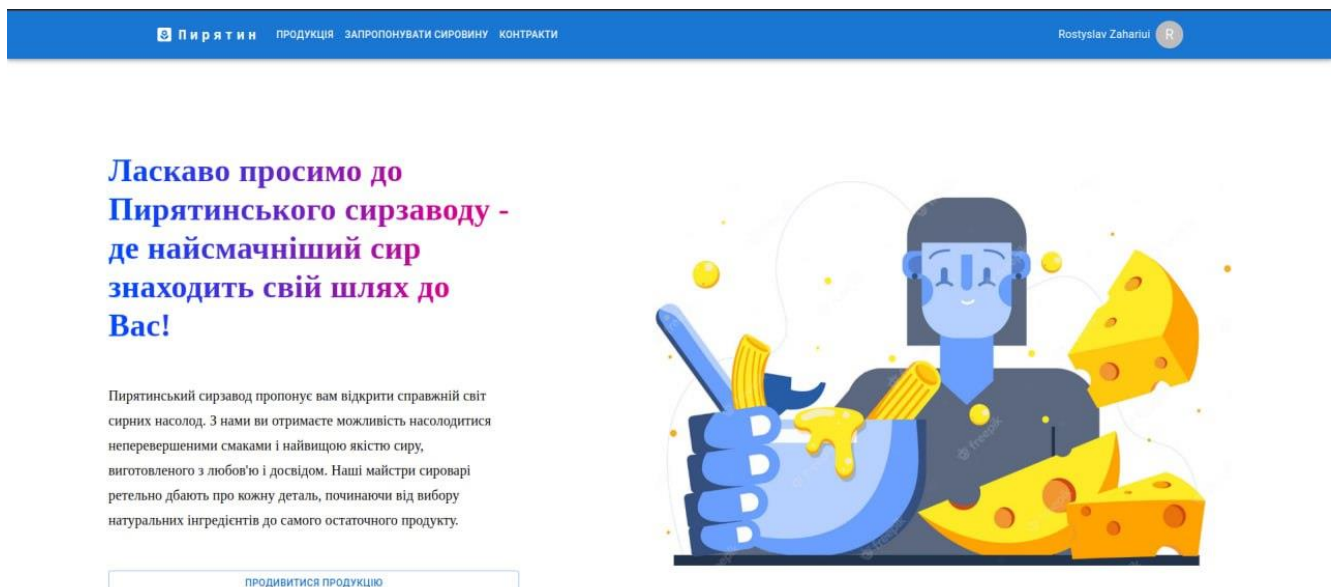 Пирятин ПРОДУКЦІЯ ЗАПРОПОНУВАТИ СИРОВИНУ КОНТРАКТИ Rostyslav Zahariui R
Ласкаво просимо до
Пирятинського сирзаводу -
де найсмачніший сир
знаходить свій шлях до
Вас!
Пирятинський сирзавод пропонує вам відкрити справжній світ
сирних насолод. З нами ви отримаєте можливість насолодитися
неперевершеними смаками і найвищою якістю сиру,
виготовленого з любов'ю і досвідом. Наші майстри сироварі
ретельно дбають про кожну деталь, починаючи від вибору
натуральних інгредієнтів до самого остаточного продукту.
ПРОДИВИТИСЯ ПРОДУКЦІЮ
freepik
freepik